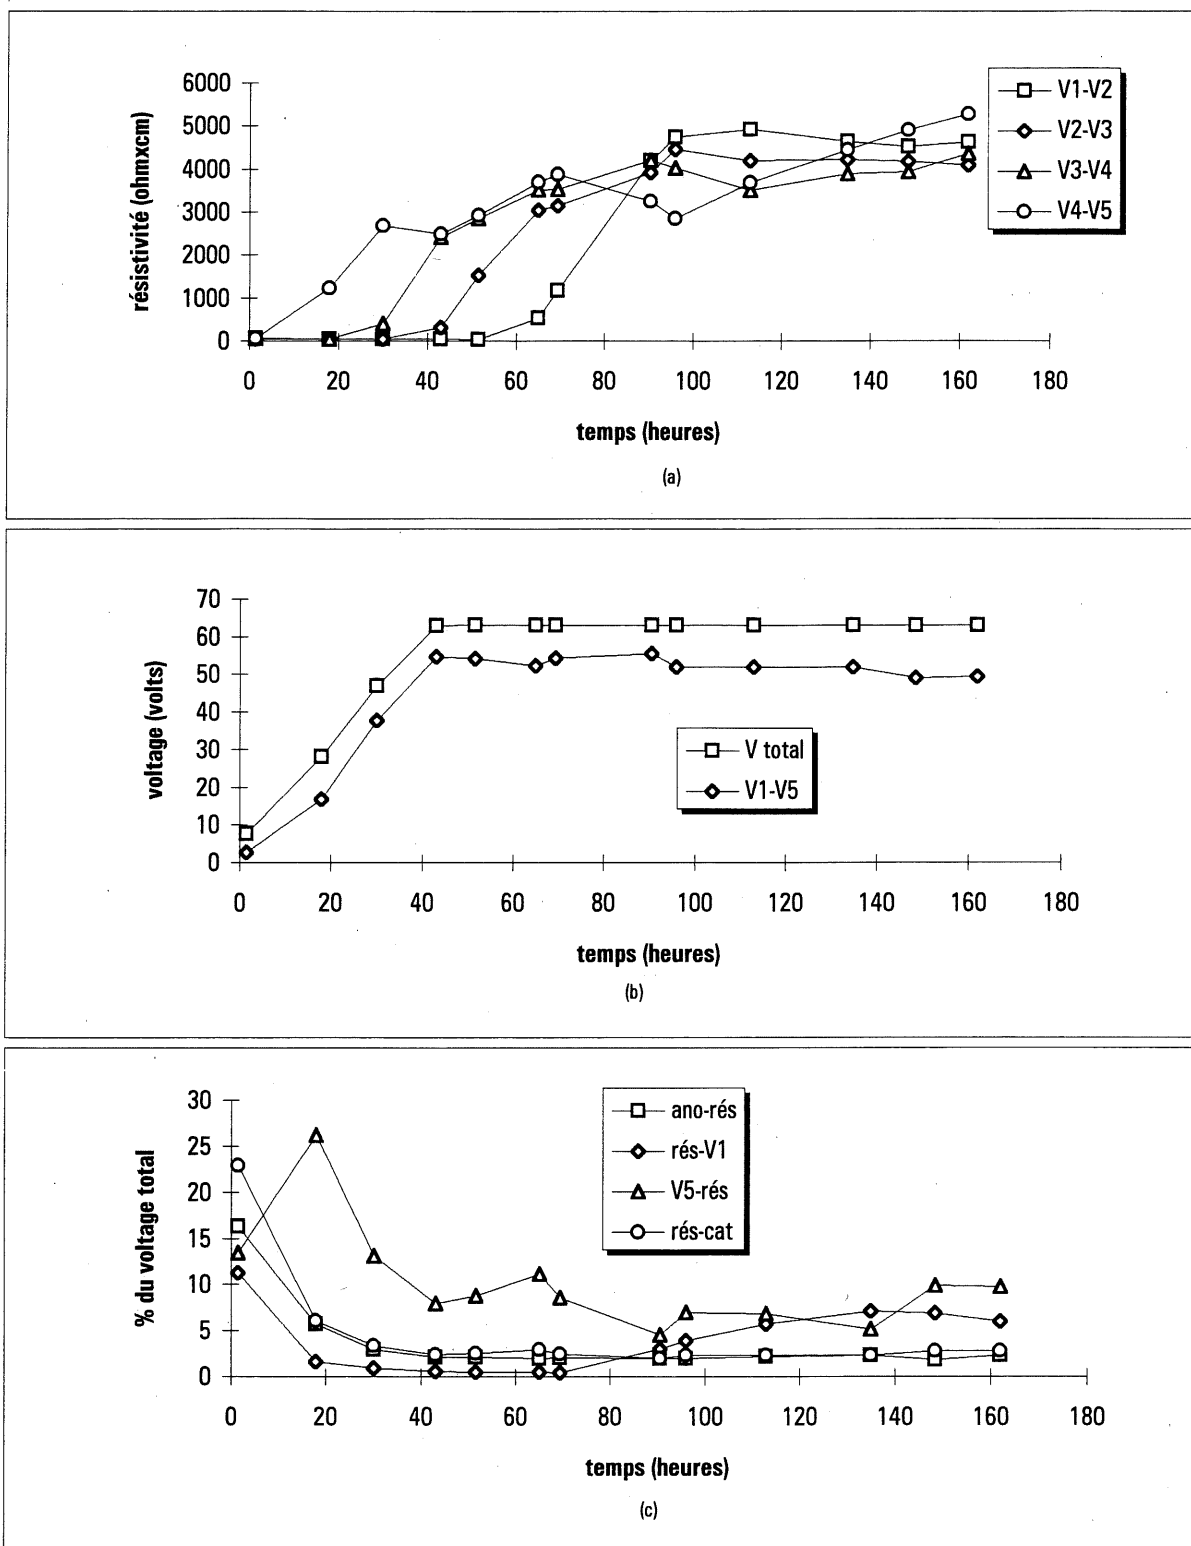 6000
5000
4000
3000
2000
1000
0
résistivité (ohmxcm)
0 20 40 60 80 100 120 140 160 180
temps (heures)
(a)
V1-V2
V2-V3
V3-V4
V4-V5
70
60
50
40
30
20
10
0
voltage (volts)
0 20 40 60 80 100 120 140 160 180
temps (heures)
(b)
V total
V1-V5
30
25
20
15
10
5
0
% du voltage total
0 20 40 60 80 100 120 140 160 180
temps (heures)
(c)
ano-rés
rés-V1
V5-rés
rés-cat